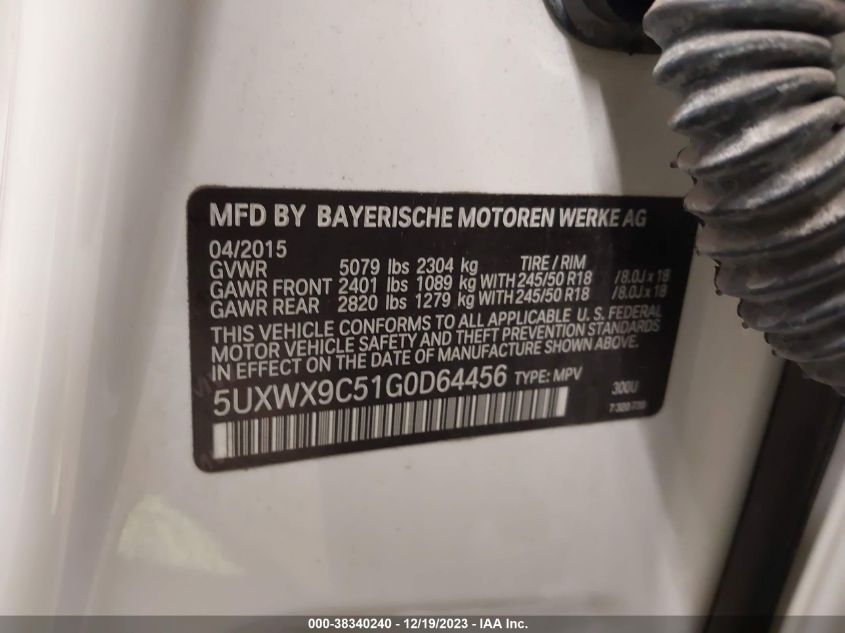 MFD BY BAYERISCHE MOTOREN WERKE AG
04/2015
GVWR 5079 lbs 2304 kg TIRE / RIM
GAWR FRONT 2401 lbs 1089 kg WITH 245/50 R18 /8.0J x 18
GAWR REAR 2820 lbs 1279 kg WITH 245/50 R18 /8.0J x 18
THIS VEHICLE CONFORMS TO ALL APPLICABLE U.S. FEDERAL
MOTOR VEHICLE SAFETY AND THEFT PREVENTION STANDARDS
IN EFFECT ON THE DATE OF MANUFACTURE SHOWN ABOVE.
5UXWX9C51G0D64456 TYPE: MPV 300U
000-38340240 - 12/19/2023 - IAA Inc.